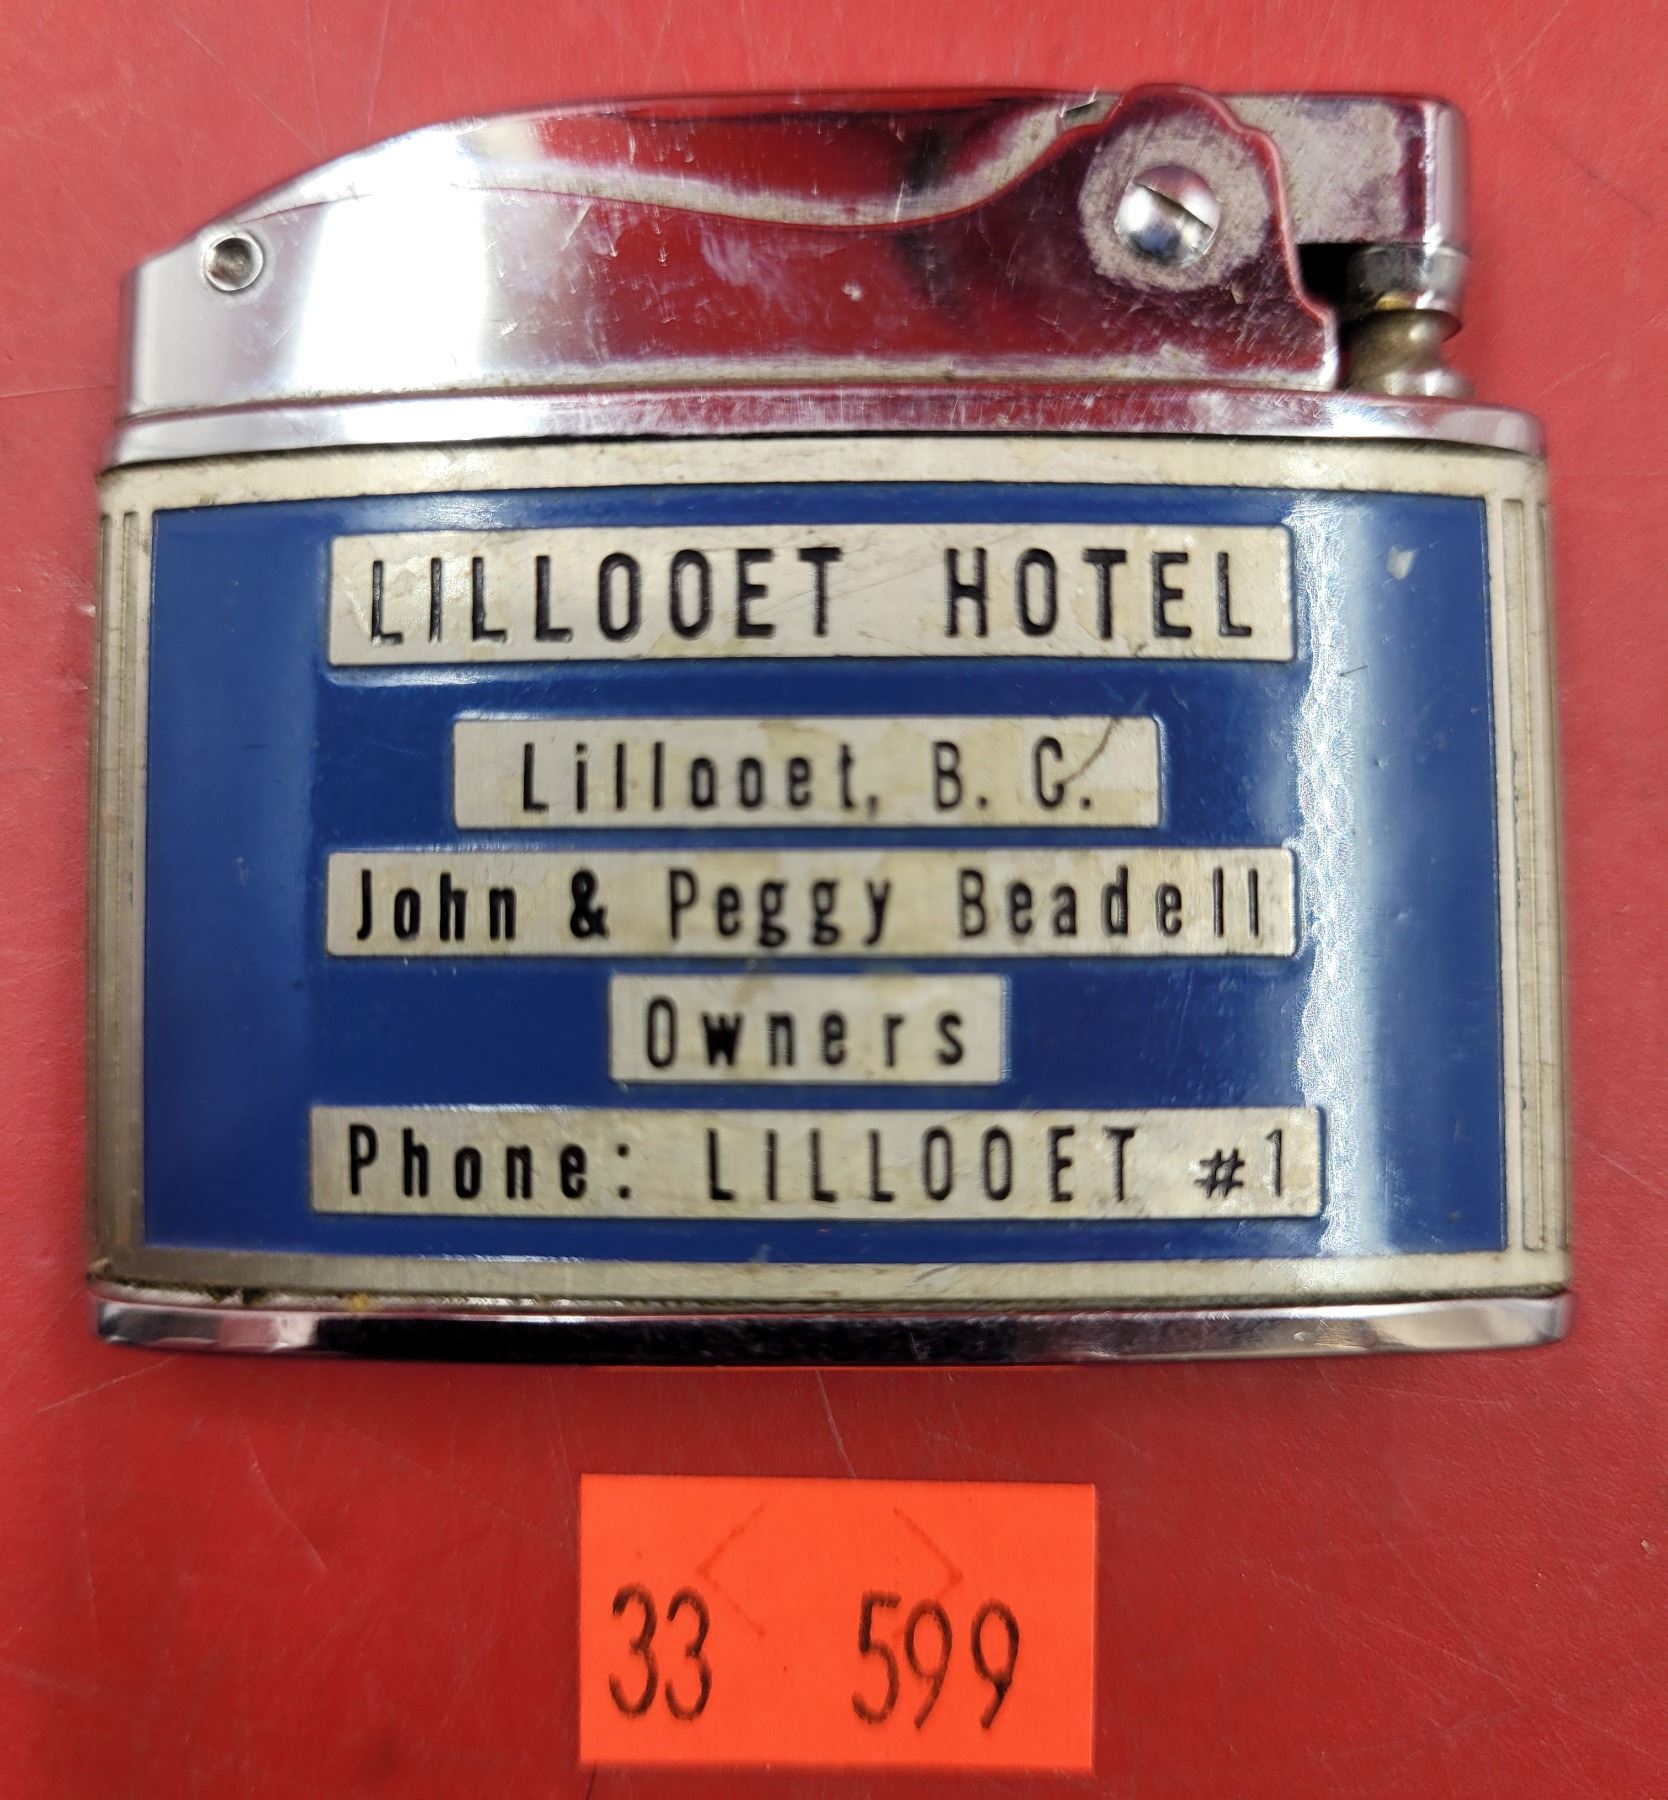 LILLOOET HOTEL
Lillooet, B. C.
John & Peggy Beadell
Owners
Phone: LILLOOET #1
33 599